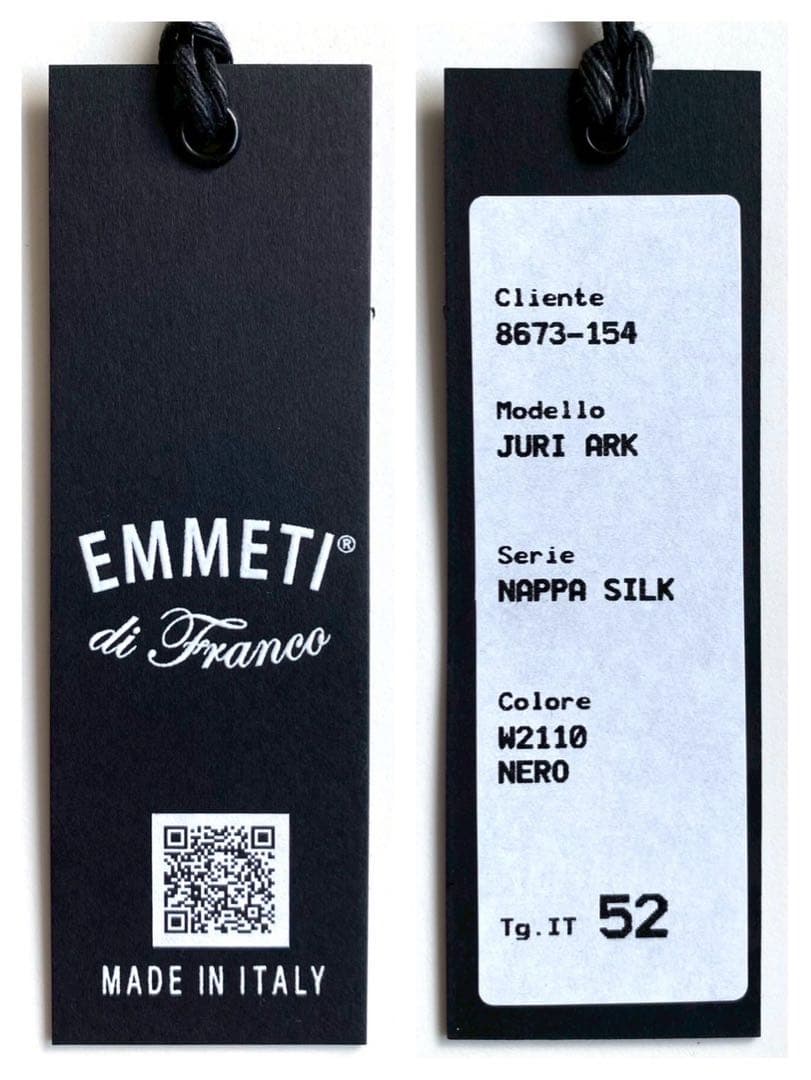 EMMETI®
di Franco
MADE IN ITALY
Cliente
8673-154
Modello
JURI ARK
Serie
NAPPA SILK
Colore
W2110
NERO
Tg.IT 52